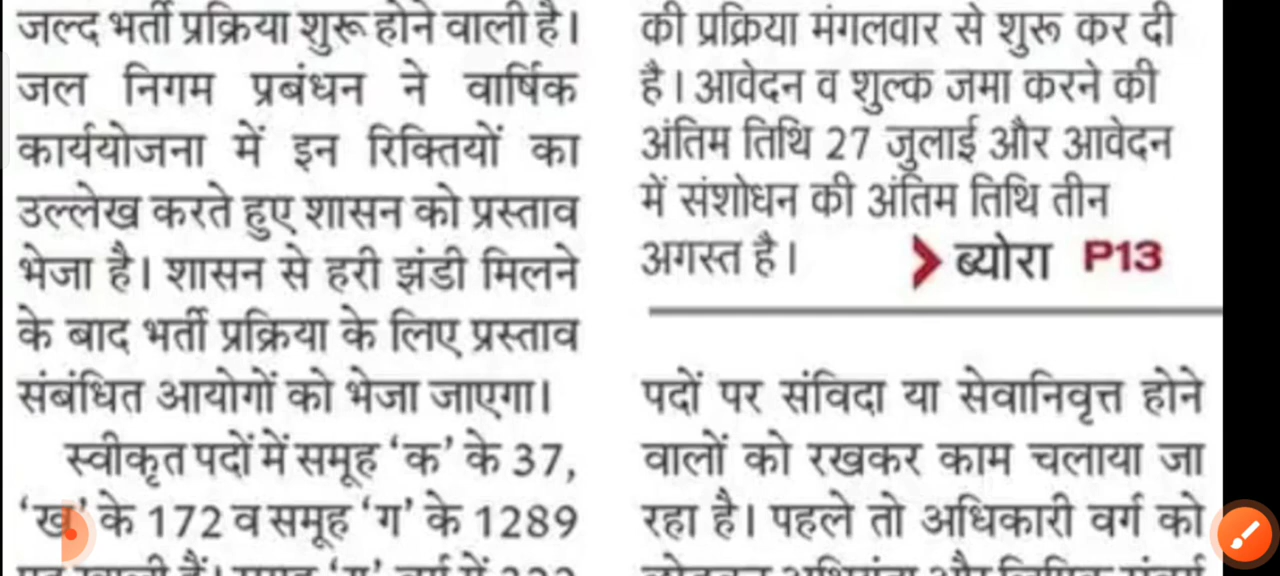 जल्द भर्ती प्रक्रिया शुरू होने वाली है।
जल निगम प्रबंधन ने वार्षिक
कार्ययोजना में इन रिक्तियों का
उल्लेख करते हुए शासन को प्रस्ताव
भेजा है। शासन से हरी झंडी मिलने
के बाद भर्ती प्रक्रिया के लिए प्रस्ताव
संबंधित आयोगों को भेजा जाएगा।
स्वीकृत पदों में समूह ‘क’ के 37,
‘ख’ के 172 व समूह ‘ग’ के 1289
की प्रक्रिया मंगलवार से शुरू कर दी
है। आवेदन व शुल्क जमा करने की
अंतिम तिथि 27 जुलाई और आवेदन
में संशोधन की अंतिम तिथि तीन
अगस्त है। ब्योरा P13
पदों पर संविदा या सेवानिवृत्त होने
वालों को रखकर काम चलाया जा
रहा है। पहले तो अधिकारी वर्ग को